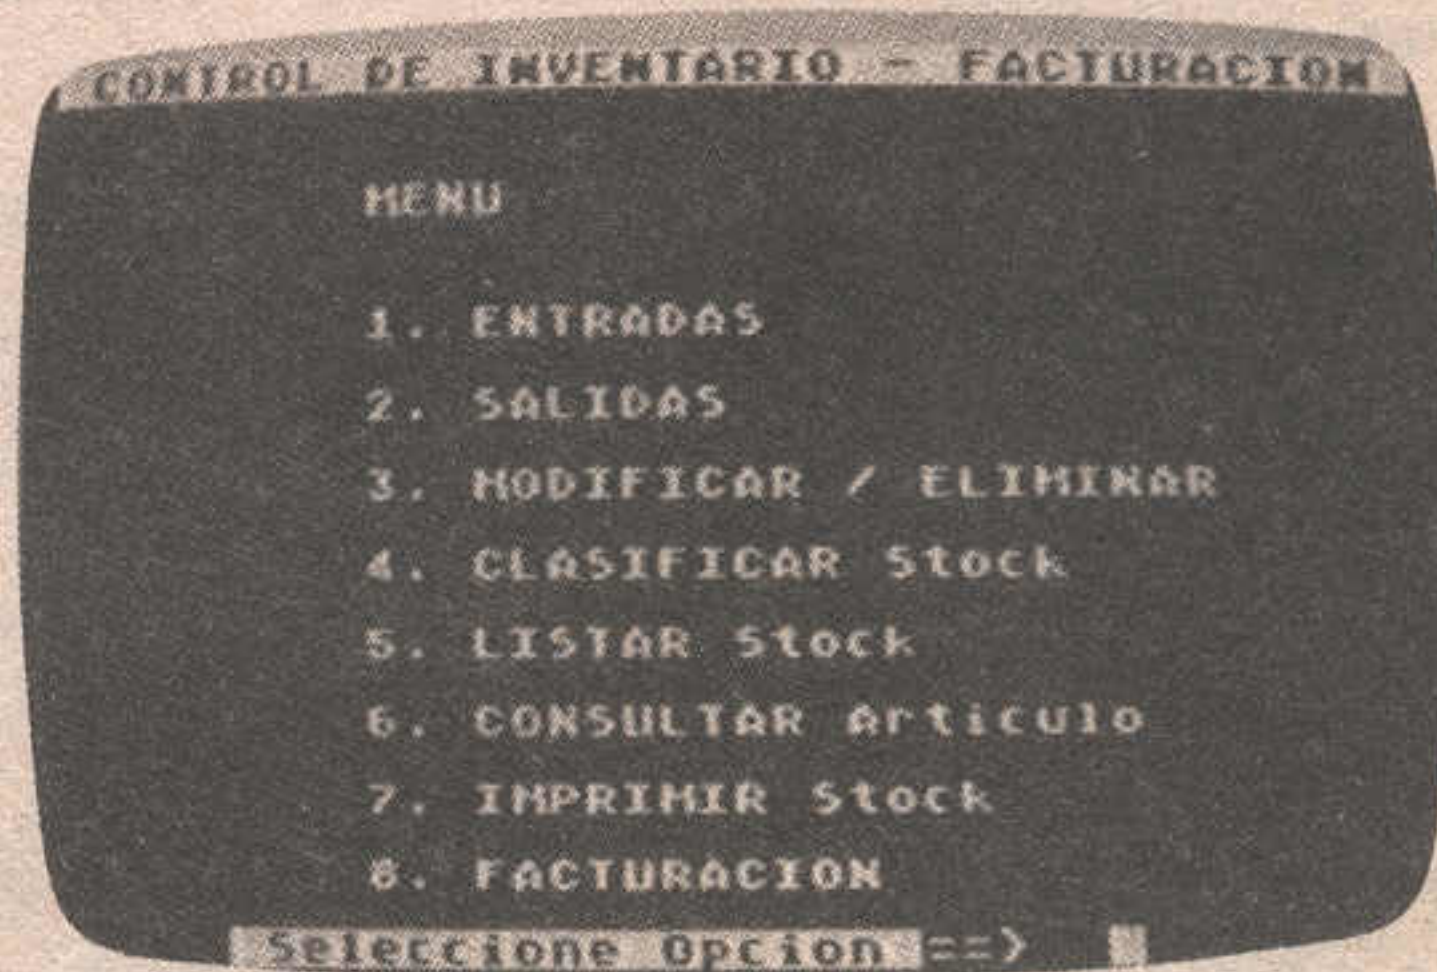 CONTROL DE INVENTARIO - FACTURACION
MENU
1. ENTRADAS
2. SALIDAS
3. MODIFICAR / ELIMINAR
4. CLASIFICAR Stock
5. LISTAR Stock
6. CONSULTAR Articulo
7. IMPRIMIR Stock
8. FACTURACION
Seleccione Opcion ==>